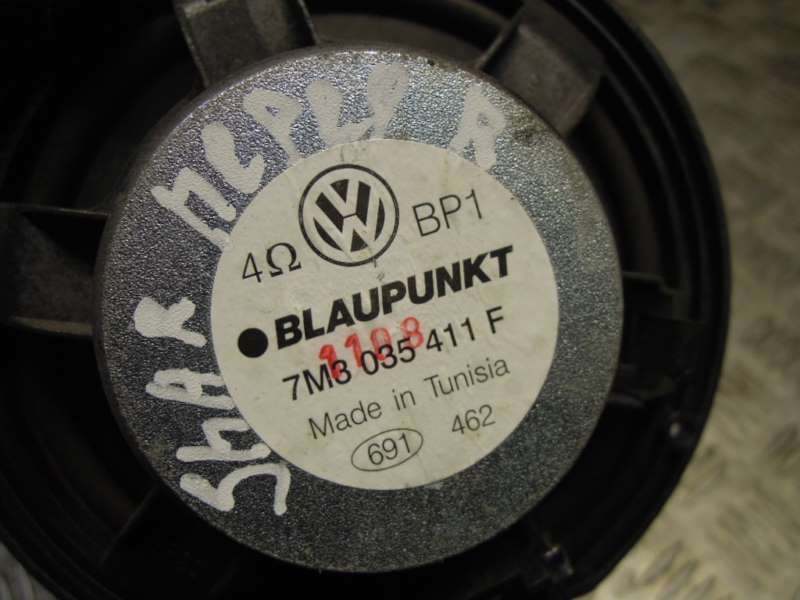 4Ω BP1
BLAUPUNKT
1108
7M3 035 411 F
Made in Tunisia
691 462